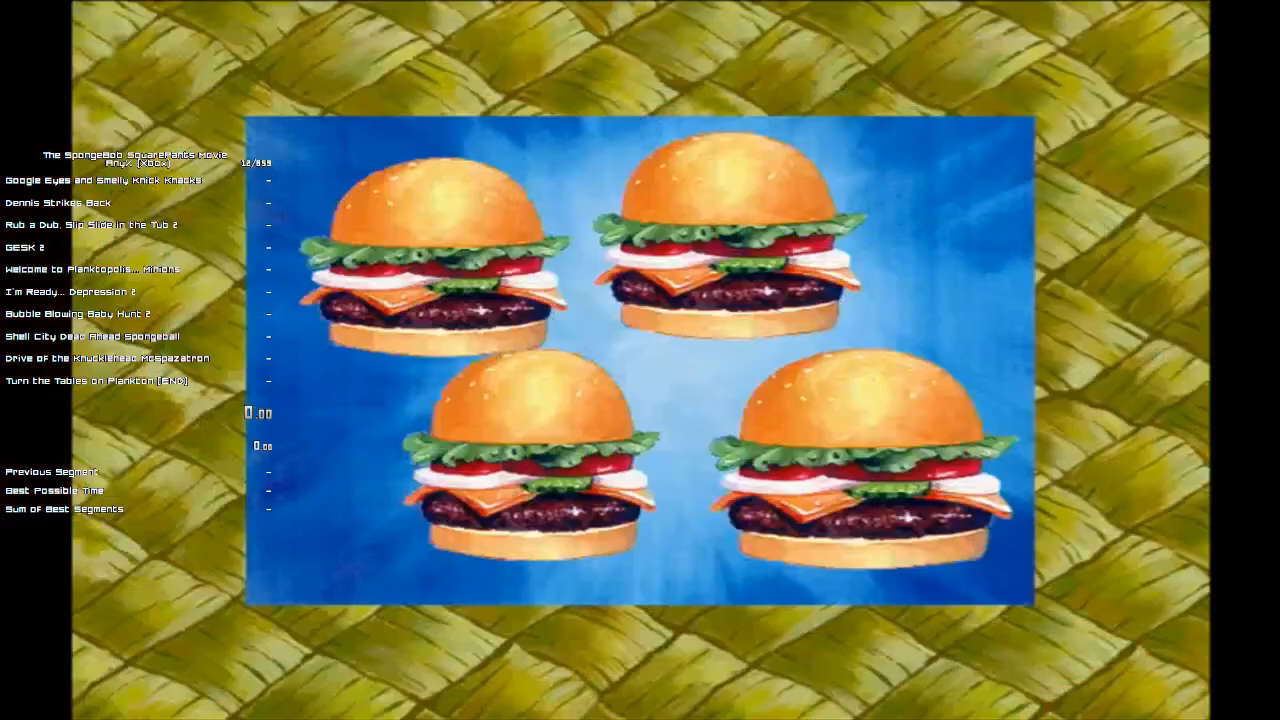 The SpongeBob SquarePants Movie
Any% (Xbox) 12/859
Google Eyes and Smelly Knick Knacks -
Dennis Strikes Back -
Rub a Dub, Slip Slide in the Tub 2 -
GESK 2 -
Welcome to Planktopolis... Minions -
I'm Ready... Depression 2 -
Bubble Blowing Baby Hunt 2 -
Shell City Dead Ahead Spongeball -
Drive of the Knucklehead McSpazatron -
Turn the Tables on Plankton [END] -
0.00
0.00
Previous Segment -
Best Possible Time -
Sum of Best Segments -